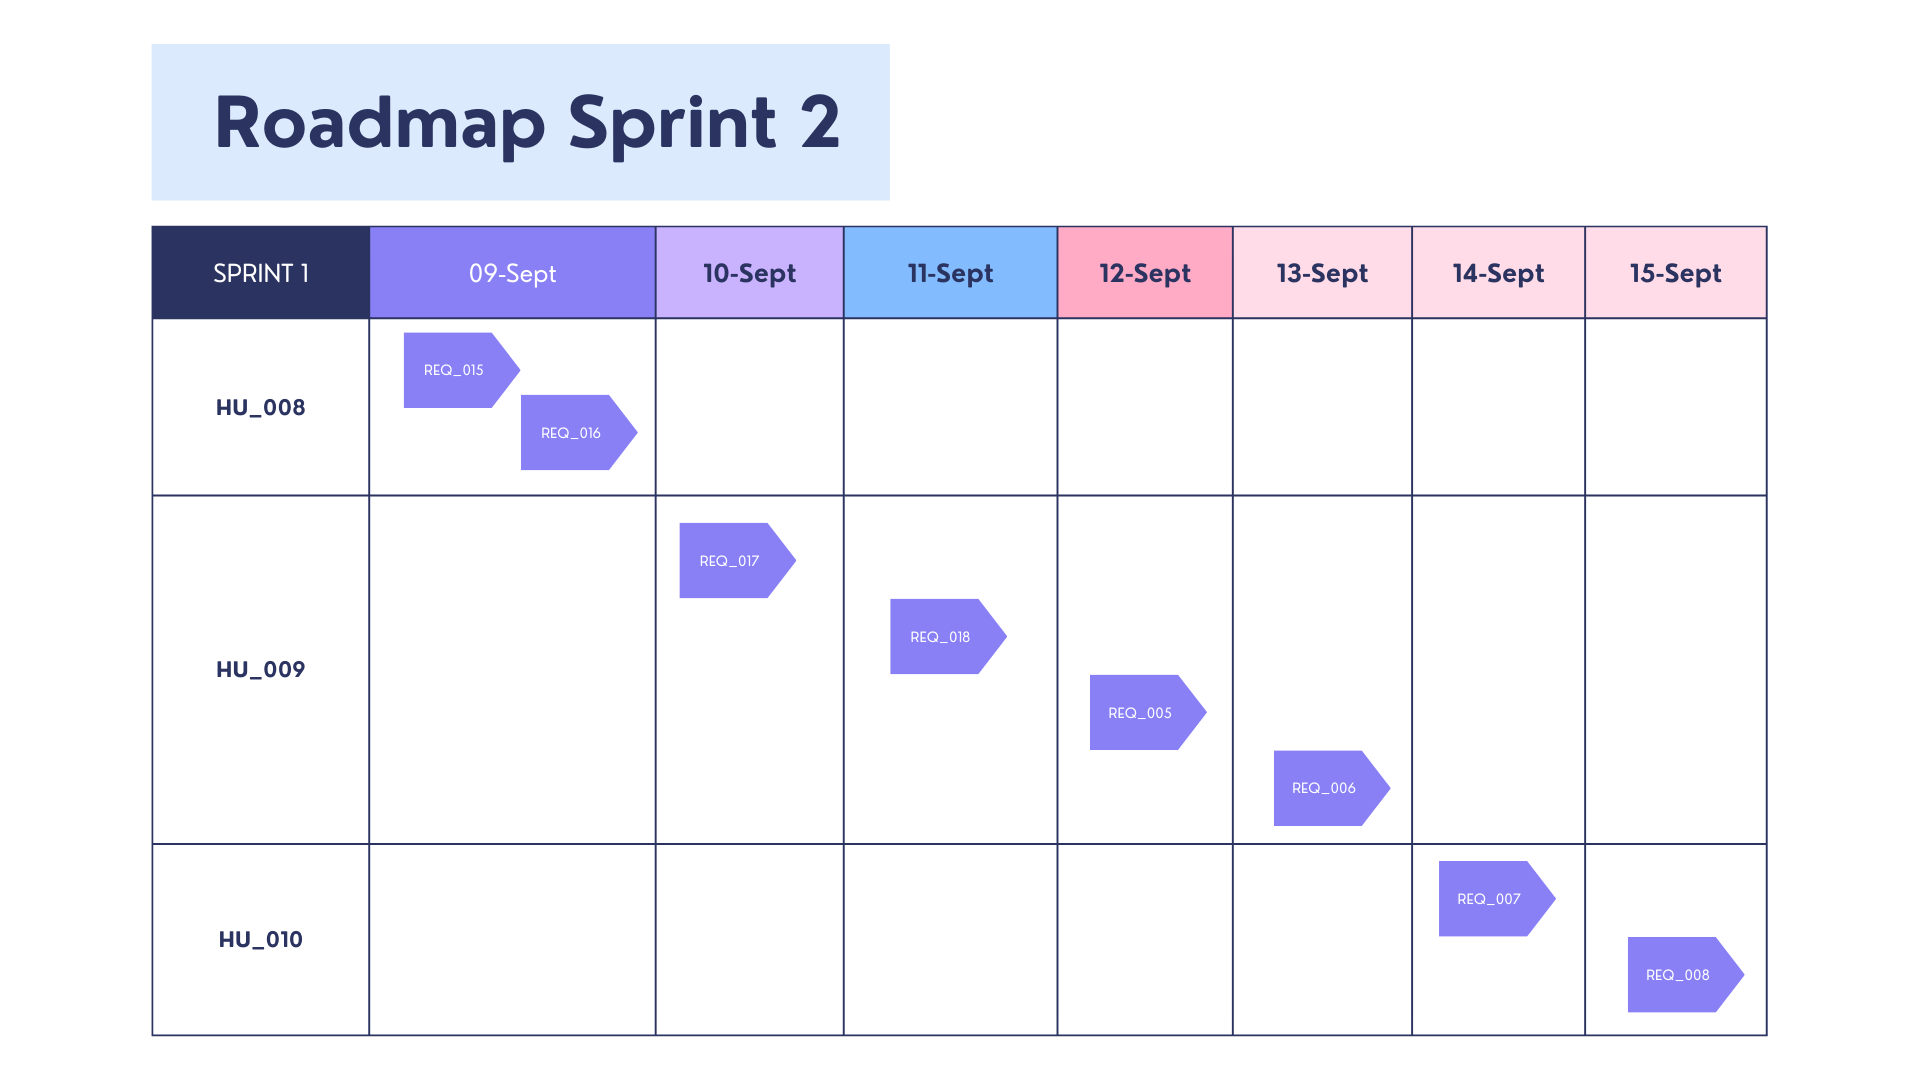 Roadmap Sprint 2
SPRINT 1
09-Sept
10-Sept
11-Sept
12-Sept
13-Sept
14-Sept
15-Sept
HU_008
REQ_015
REQ_016
HU_009
REQ_017
REQ_018
REQ_005
REQ_006
HU_010
REQ_007
REQ_008